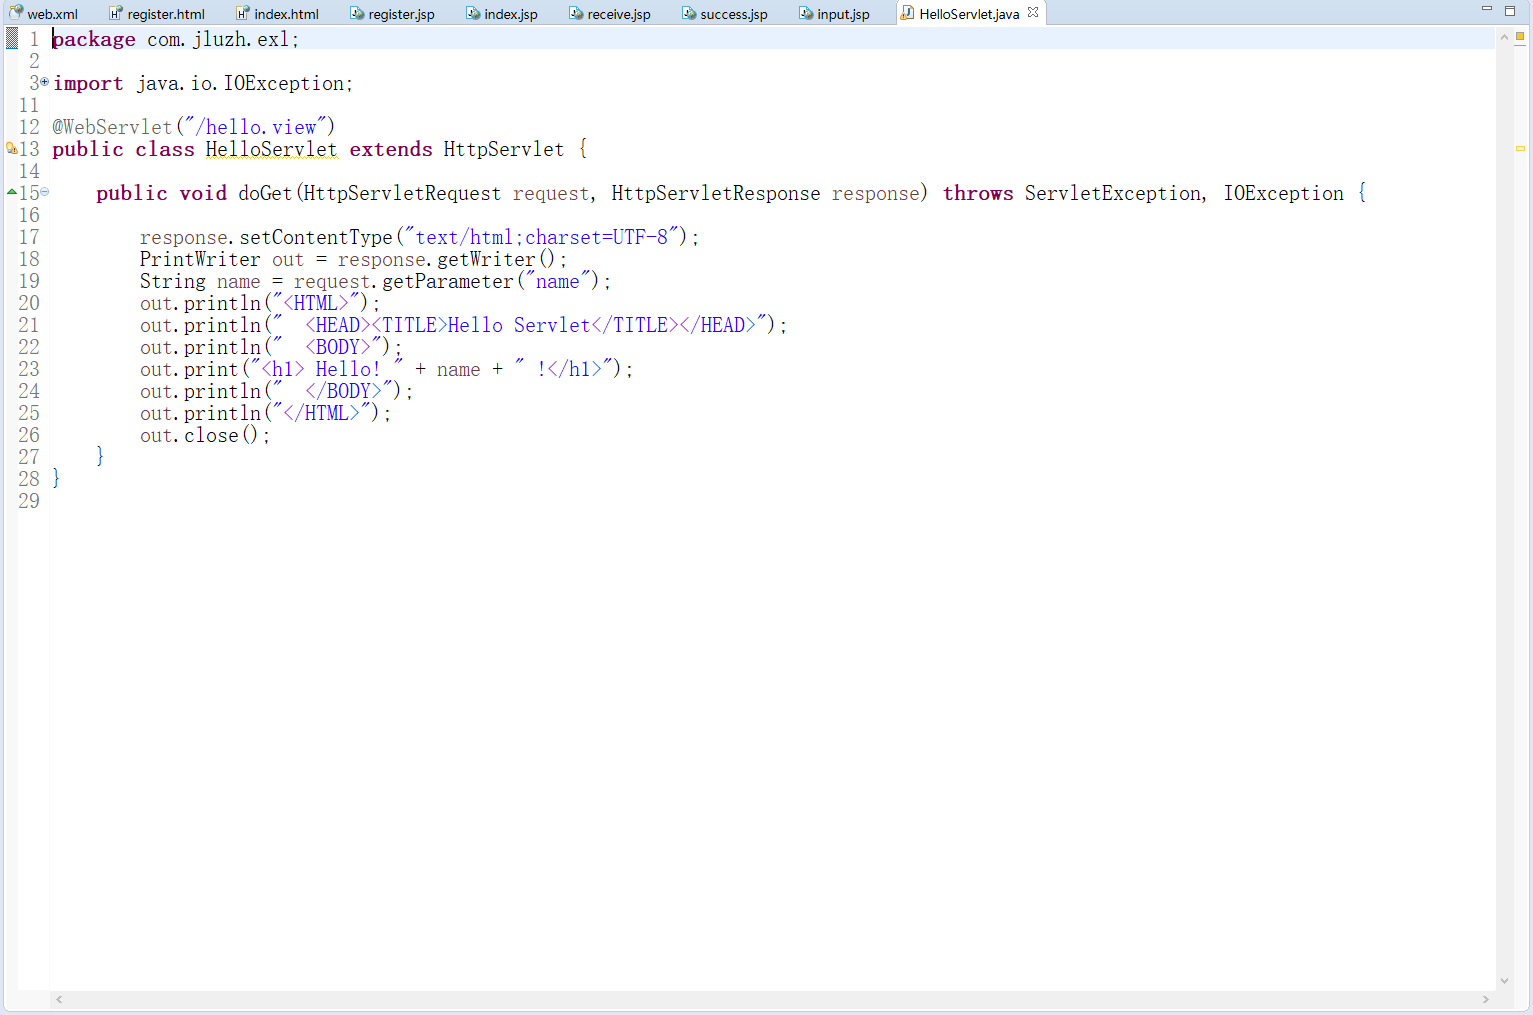 web.xml register.html index.html register.jsp index.jsp receive.jsp success.jsp input.jsp HelloServlet.java
1 package com.jluzh.exl;
2
3 import java.io.IOException;
11
12 @WebServlet("/hello.view")
13 public class HelloServlet extends HttpServlet {
14
15     public void doGet(HttpServletRequest request, HttpServletResponse response) throws ServletException, IOException {
16
17         response.setContentType("text/html;charset=UTF-8");
18         PrintWriter out = response.getWriter();
19         String name = request.getParameter("name");
20         out.println("<HTML>");
21         out.println("  <HEAD><TITLE>Hello Servlet</TITLE></HEAD>");
22         out.println("  <BODY>");
23         out.print("<h1> Hello! " + name + " !</h1>");
24         out.println("  </BODY>");
25         out.println("</HTML>");
26         out.close();
27     }
28 }
29